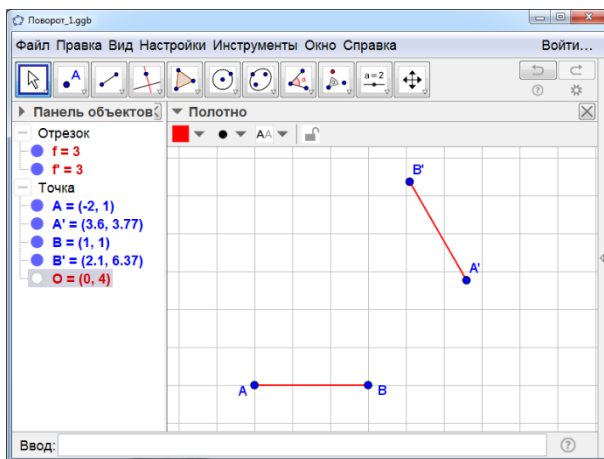 Поворот_1.ggb
Файл Правка Вид Настройки Инструменты Окно Справка Войти...
A
α
a=2
Панель объектов
Полотно
Отрезок
AA
f = 3
f' = 3
Точка
A = (-2, 1)
A' = (3.6, 3.77)
B = (1, 1)
B' = (2.1, 6.37)
O = (0, 4)
B'
A'
A
B
Ввод: